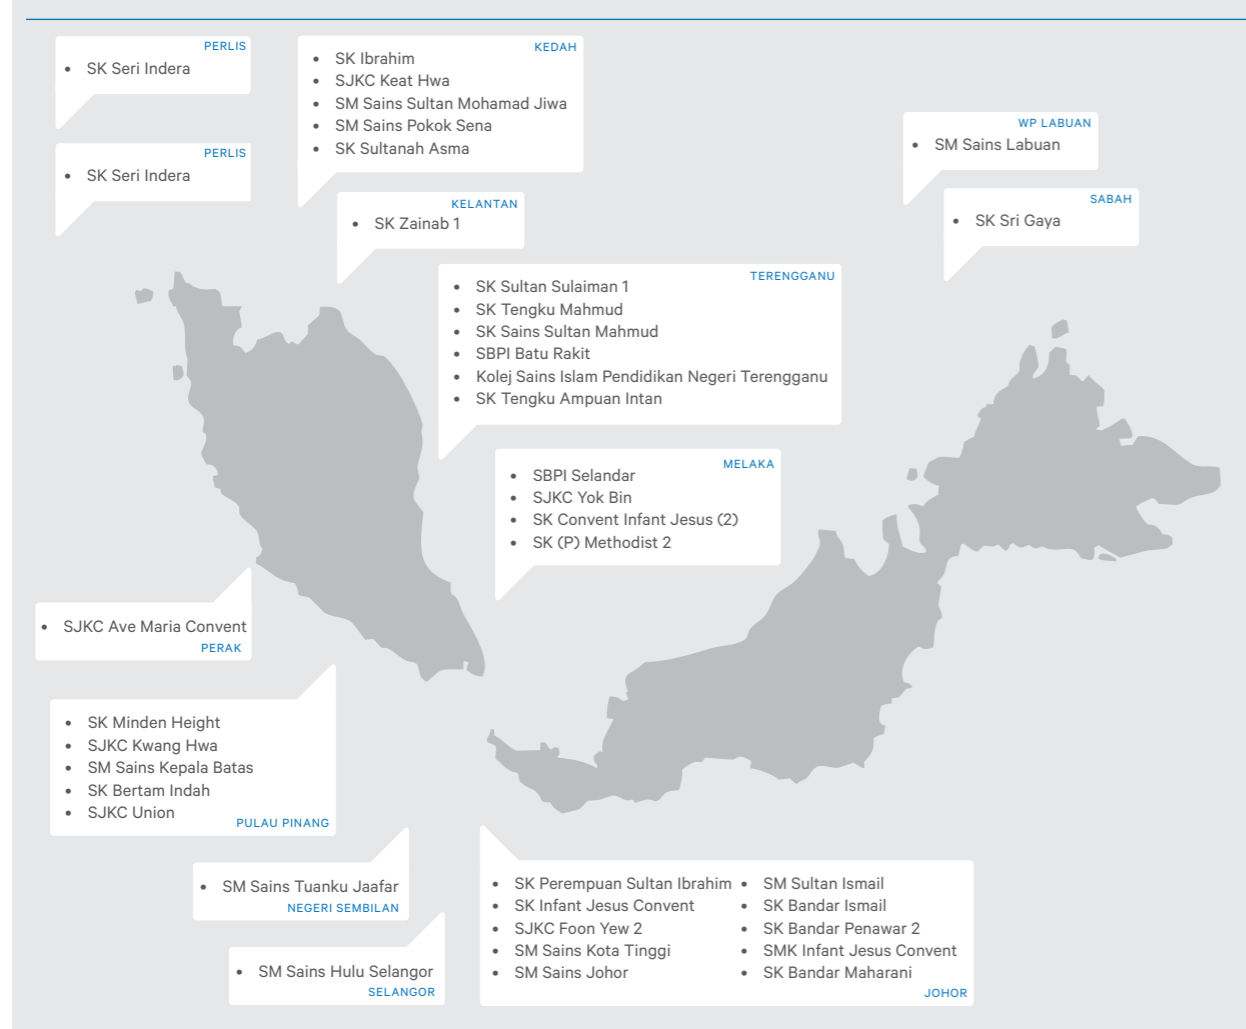 PERLIS
• SK Seri Indera
PERLIS
• SK Seri Indera
KEDAH
• SK Ibrahim
• SJKC Keat Hwa
• SM Sains Sultan Mohamad Jiwa
• SM Sains Pokok Sena
• SK Sultanah Asma
KELANTAN
• SK Zainab 1
WP LABUAN
• SM Sains Labuan
SABAH
• SK Sri Gaya
TERENGGANU
• SK Sultan Sulaiman 1
• SK Tengku Mahmud
• SK Sains Sultan Mahmud
• SBPI Batu Rakit
• Kolej Sains Islam Pendidikan Negeri Terengganu
• SK Tengku Ampuan Intan
MELAKA
• SBPI Selandar
• SJKC Yok Bin
• SK Convent Infant Jesus (2)
• SK (P) Methodist 2
• SJKC Ave Maria Convent
PERAK
• SK Minden Height
• SJKC Kwang Hwa
• SM Sains Kepala Batas
• SK Bertam Indah
• SJKC Union
PULAU PINANG
• SM Sains Tuanku Jaafar
NEGERI SEMBILAN
• SM Sains Hulu Selangor
SELANGOR
• SK Perempuan Sultan Ibrahim
• SK Infant Jesus Convent
• SJKC Foon Yew 2
• SM Sains Kota Tinggi
• SM Sains Johor
• SM Sultan Ismail
• SK Bandar Ismail
• SK Bandar Penawar 2
• SMK Infant Jesus Convent
• SK Bandar Maharani
JOHOR